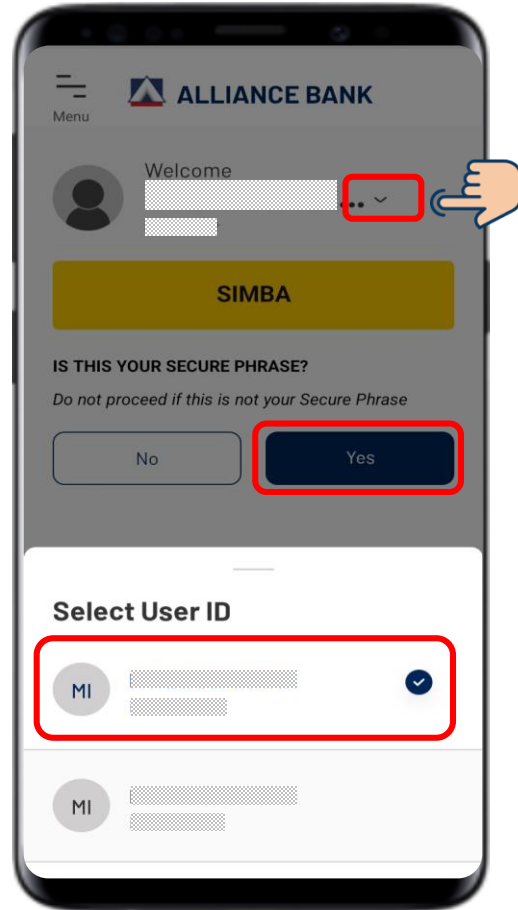 ALLIANCE BANK
Menu
Welcome
...
SIMBA
IS THIS YOUR SECURE PHRASE?
Do not proceed if this is not your Secure Phrase
No
Yes
Select User ID
MI
MI